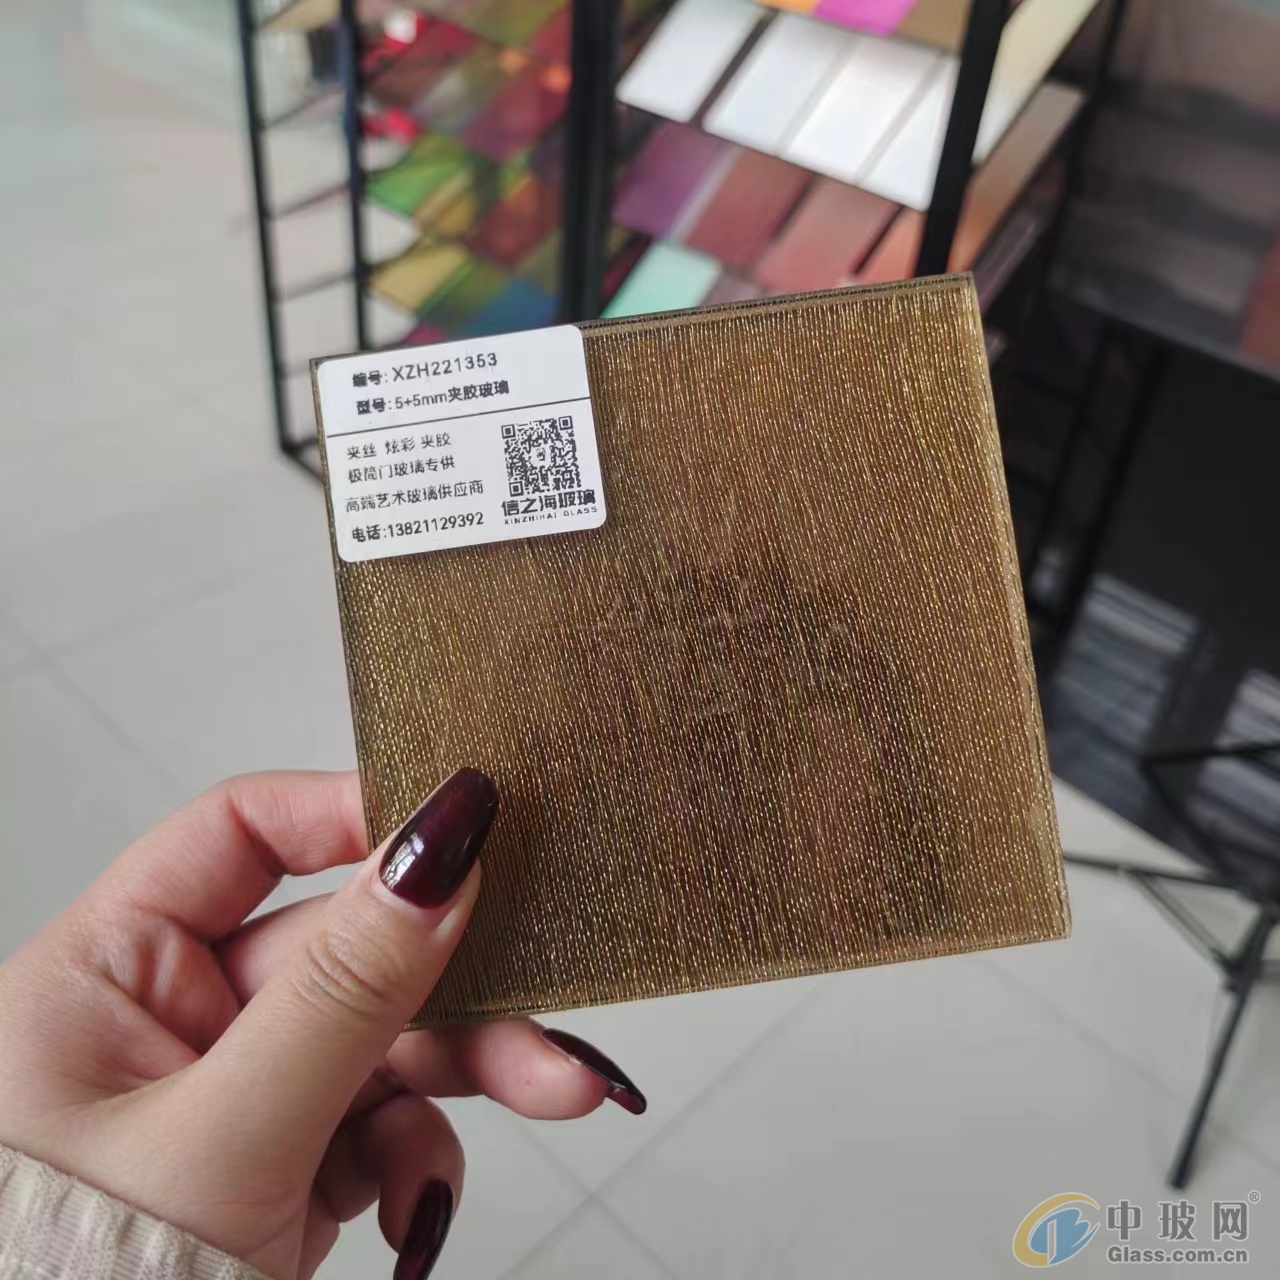 编号:XZH221353
型号:5+5mm夹胶玻璃
夹丝 炫彩 夹胶
极简门玻璃专供
高端艺术玻璃供应商
电话:13821129392
信之海玻璃
XINZHIHAI GLASS
中玻网®
Glass.com.cn